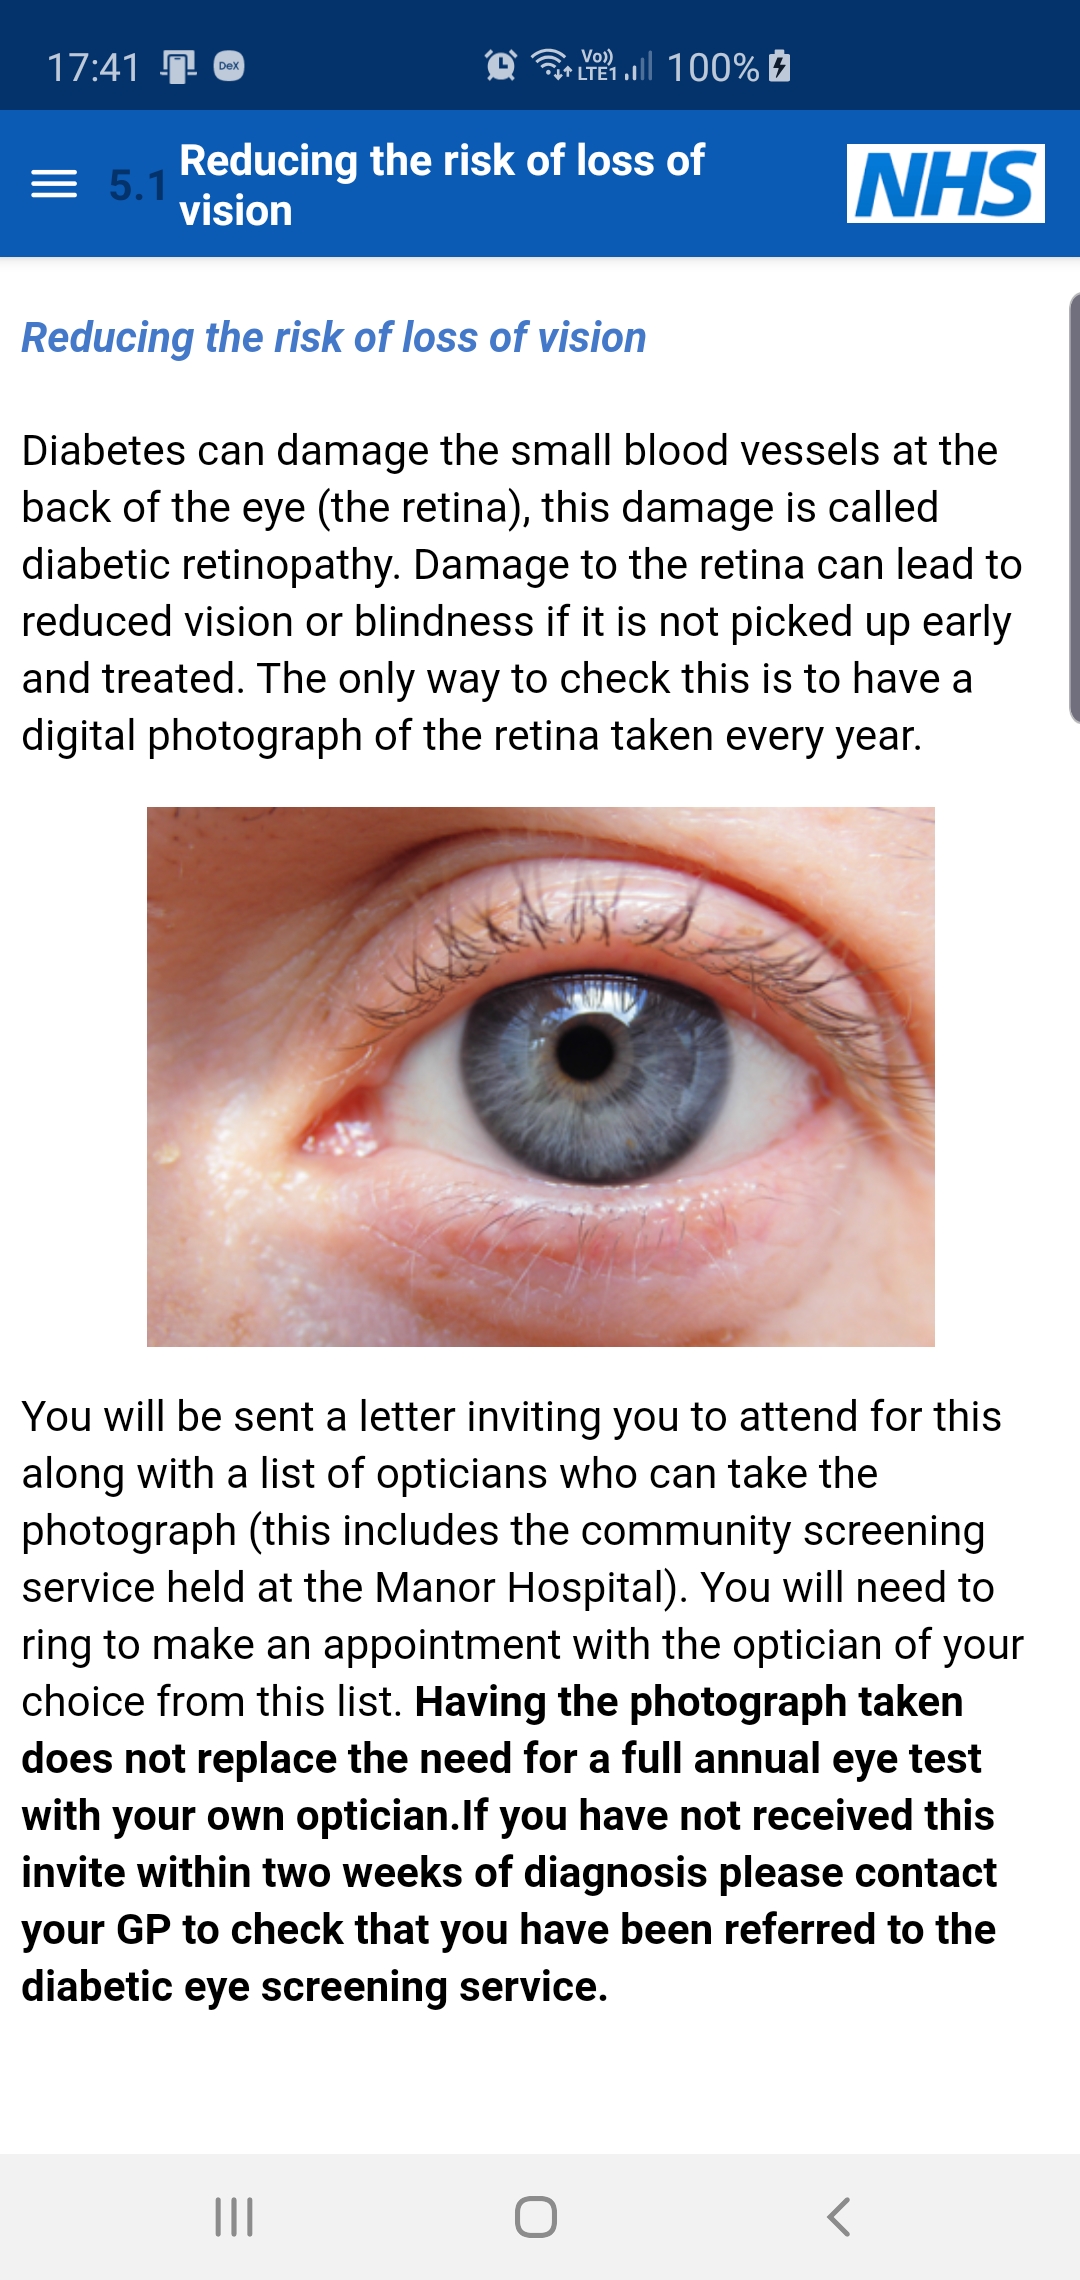 17:41 DeX Vo)) LTE1 100%
5.1 Reducing the risk of loss of
vision
NHS
Reducing the risk of loss of vision
Diabetes can damage the small blood vessels at the
back of the eye (the retina), this damage is called
diabetic retinopathy. Damage to the retina can lead to
reduced vision or blindness if it is not picked up early
and treated. The only way to check this is to have a
digital photograph of the retina taken every year.
You will be sent a letter inviting you to attend for this
along with a list of opticians who can take the
photograph (this includes the community screening
service held at the Manor Hospital). You will need to
ring to make an appointment with the optician of your
choice from this list. Having the photograph taken
does not replace the need for a full annual eye test
with your own optician.If you have not received this
invite within two weeks of diagnosis please contact
your GP to check that you have been referred to the
diabetic eye screening service.